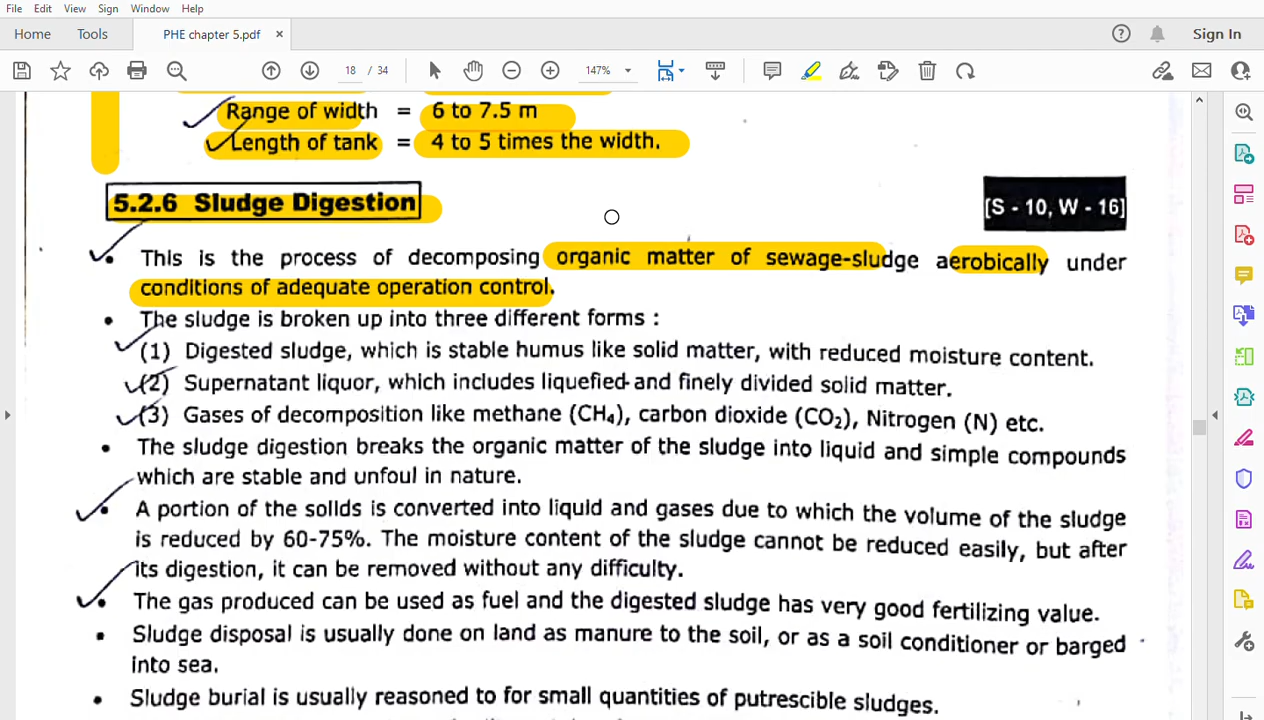 File Edit View Sign Window Help
Home Tools PHE chapter 5.pdf × Sign In
18 / 34 147%
Range of width = 6 to 7.5 m
Length of tank = 4 to 5 times the width.
5.2.6 Sludge Digestion [S - 10, W - 16]
• This is the process of decomposing organic matter of sewage-sludge aerobically under
conditions of adequate operation control.
• The sludge is broken up into three different forms :
(1) Digested sludge, which is stable humus like solid matter, with reduced moisture content.
(2) Supernatant liquor, which includes liquefied and finely divided solid matter.
(3) Gases of decomposition like methane (CH₄), carbon dioxide (CO₂), Nitrogen (N) etc.
• The sludge digestion breaks the organic matter of the sludge into liquid and simple compounds
which are stable and unfoul in nature.
• A portion of the solids is converted into liquid and gases due to which the volume of the sludge
is reduced by 60-75%. The moisture content of the sludge cannot be reduced easily, but after
its digestion, it can be removed without any difficulty.
• The gas produced can be used as fuel and the digested sludge has very good fertilizing value.
• Sludge disposal is usually done on land as manure to the soil, or as a soil conditioner or barged
into sea.
• Sludge burial is usually reasoned to for small quantities of putrescible sludges.